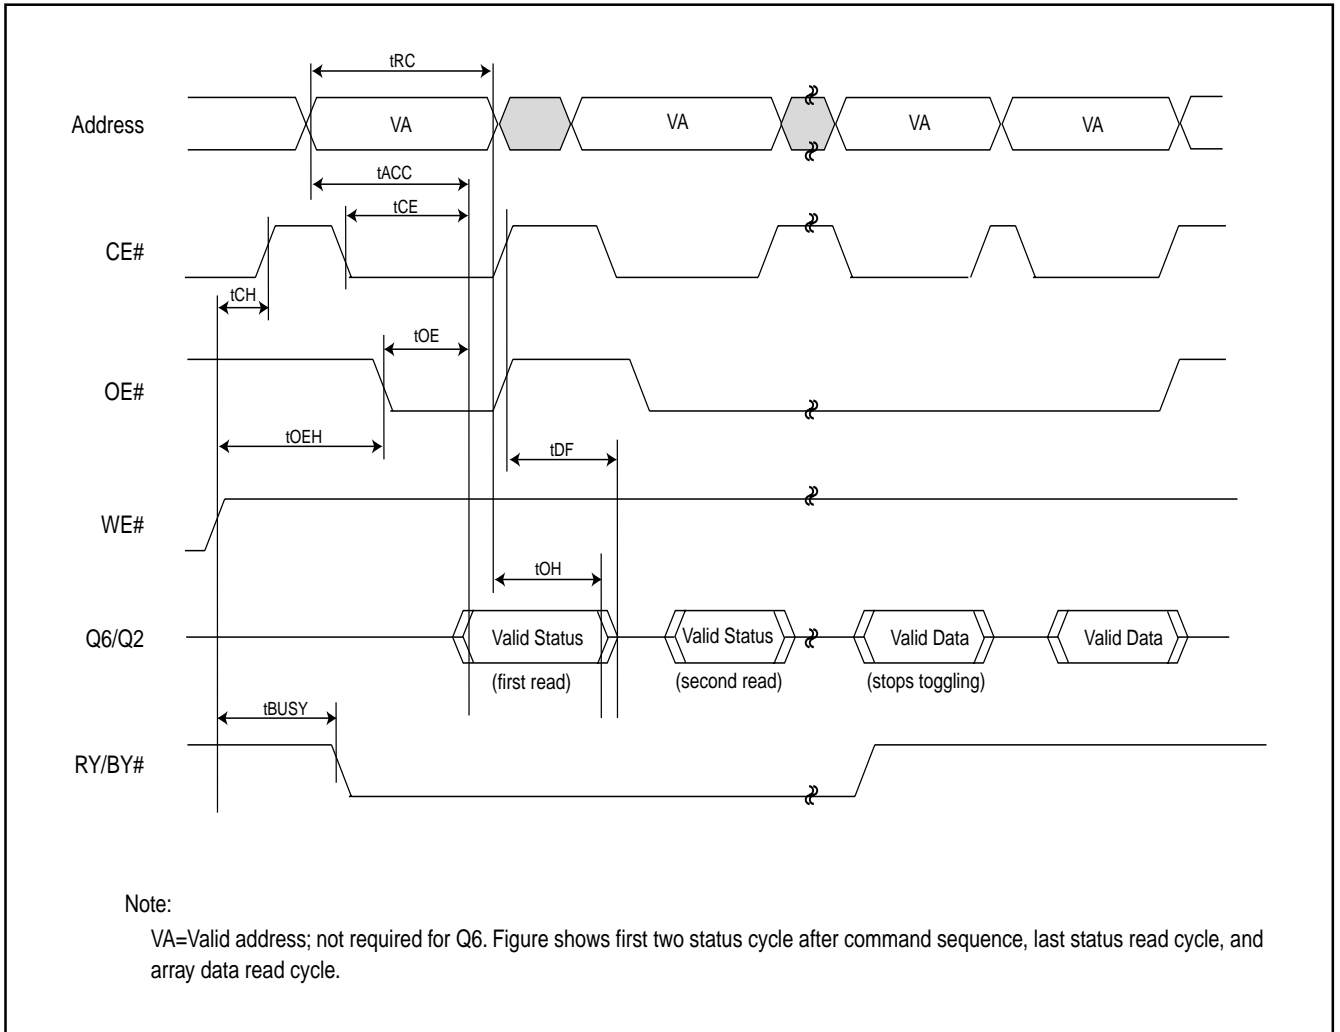 tRC
Address
VA
VA
VA
VA
tACC
tCE
CE#
tCH
tOE
OE#
tOEH
tDF
WE#
tOH
Q6/Q2
Valid Status
Valid Status
Valid Data
Valid Data
(first read)
(second read)
(stops toggling)
tBUSY
RY/BY#
Note:
VA=Valid address; not required for Q6. Figure shows first two status cycle after command sequence, last status read cycle, and
array data read cycle.